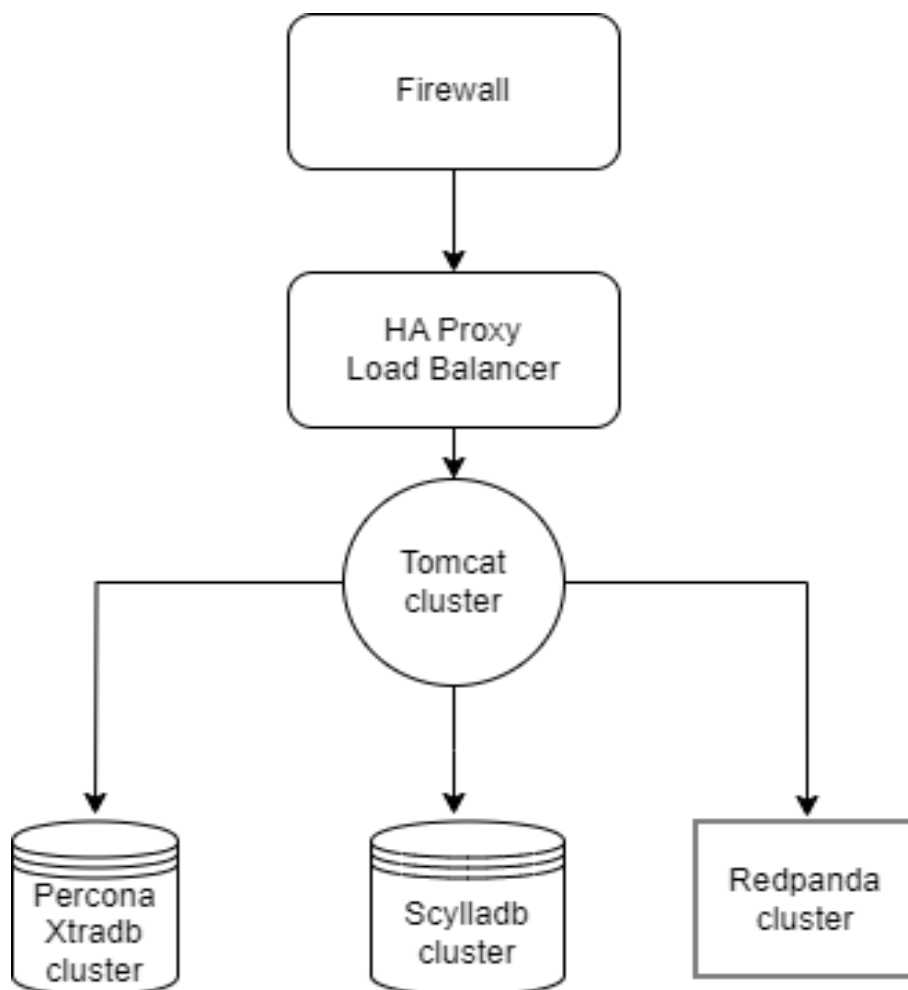 Firewall
HA Proxy
Load Balancer
Tomcat
cluster
Percona
Xtradb
cluster
Scylladb
cluster
Redpanda
cluster